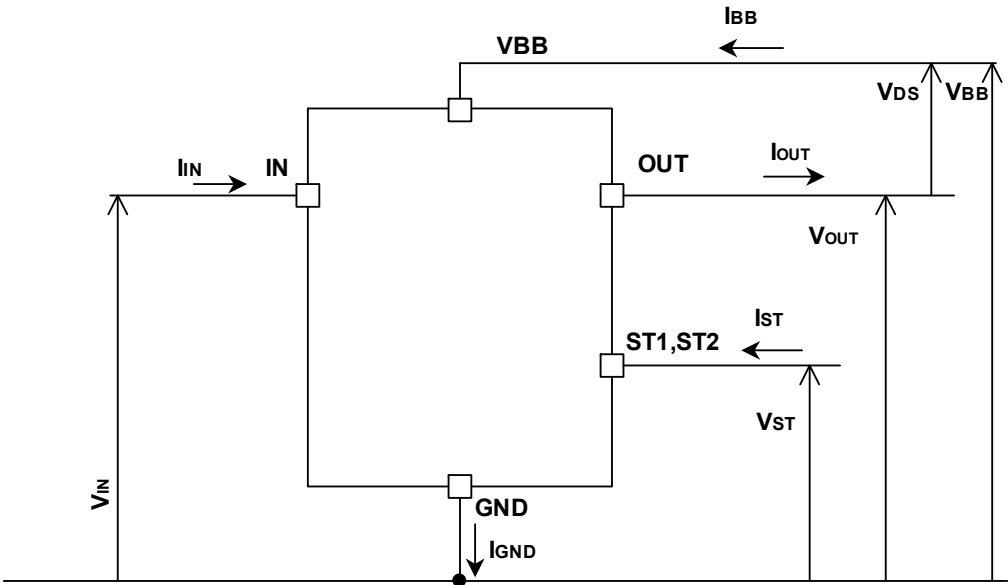 IBB
VBB
VDS
VBB
IIN
IN
OUT
IOUT
VOUT
ST1,ST2
IST
VST
VIN
GND
IGND